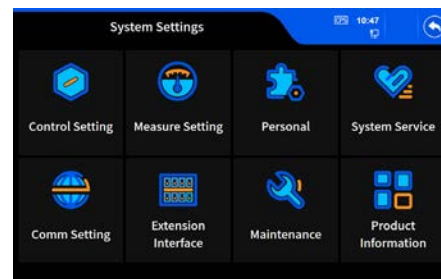 System Settings
10:47
Control Setting
Measure Setting
Personal
System Service
Comm Setting
Extension
Interface
Maintenance
Product
Information